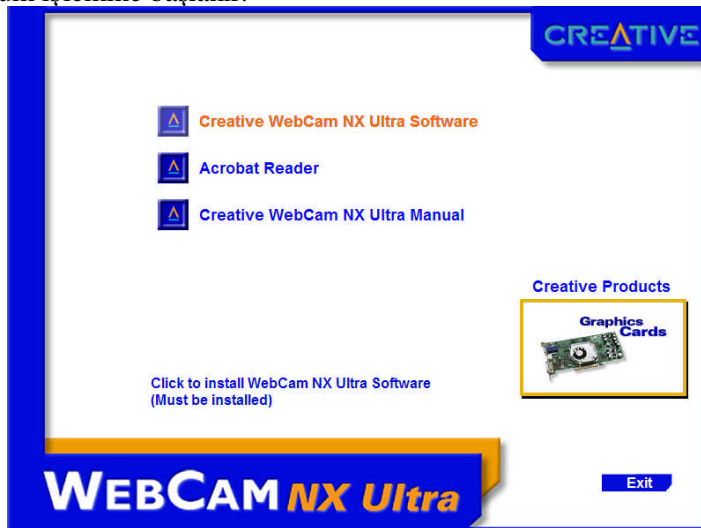 CREATIVE
Creative WebCam NX Ultra Software
Acrobat Reader
Creative WebCam NX Ultra Manual
Creative Products
Graphics
Cards
Click to install WebCam NX Ultra Software
(Must be installed)
WEBCAM NX Ultra
Exit